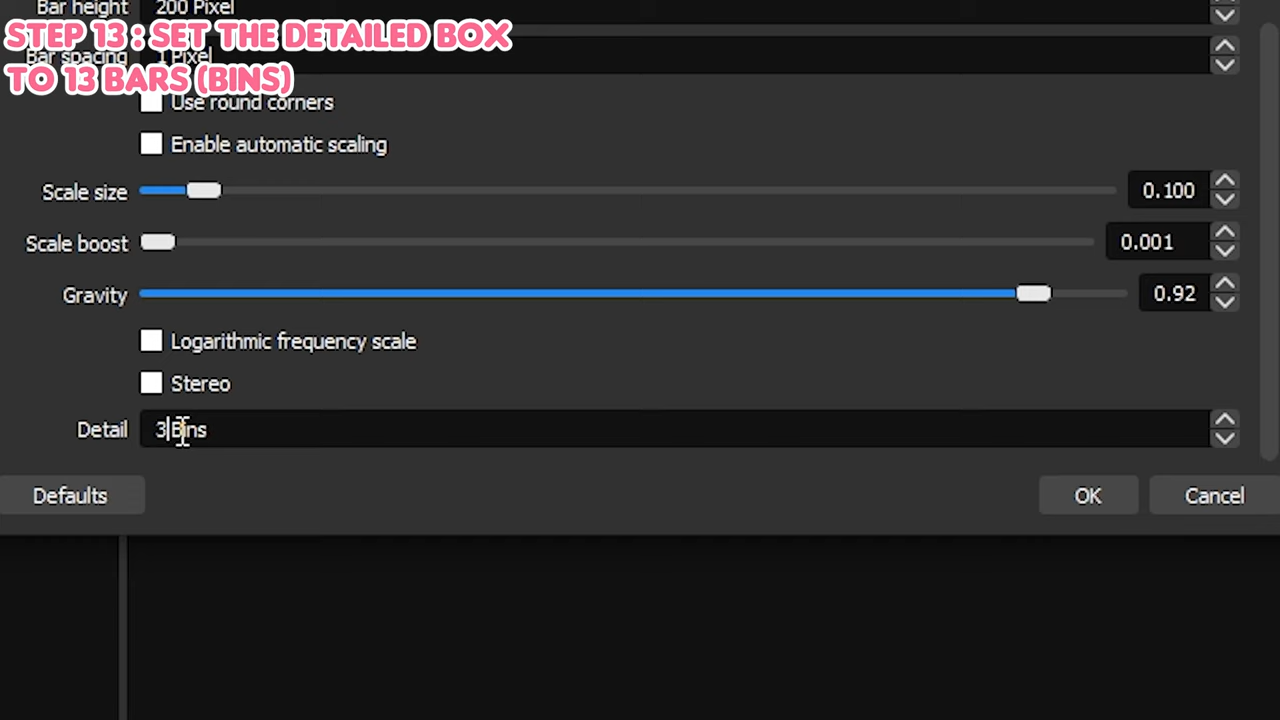 Bar height 200 Pixel
STEP 13 : SET THE DETAILED BOX
Bar spacing 1 Pixel
TO 13 BARS (BINS)
Use round corners
Enable automatic scaling
Scale size 0.100
Scale boost 0.001
Gravity 0.92
Logarithmic frequency scale
Stereo
Detail 3 Bins
Defaults OK Cancel